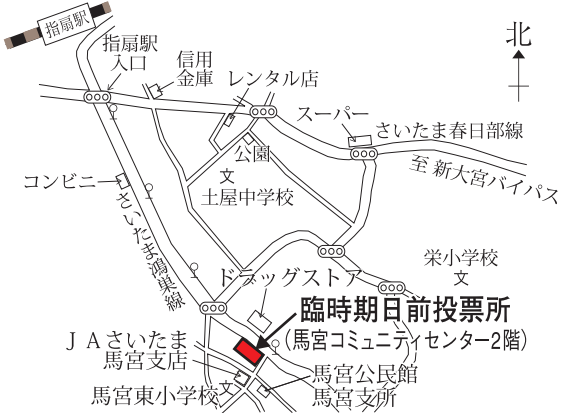 指扇駅
北
指扇駅
入口
信用
金庫
レンタル店
スーパー
さいたま春日部線
至 新大宮バイパス
公園
文
コンビニ
土屋中学校
さいたま鴻巣線
栄小学校
文
ドラッグストア
臨時期日前投票所
(馬宮コミュニティセンター2階)
ＪＡさいたま
馬宮支店
馬宮公民館
馬宮支所
馬宮東小学校
文